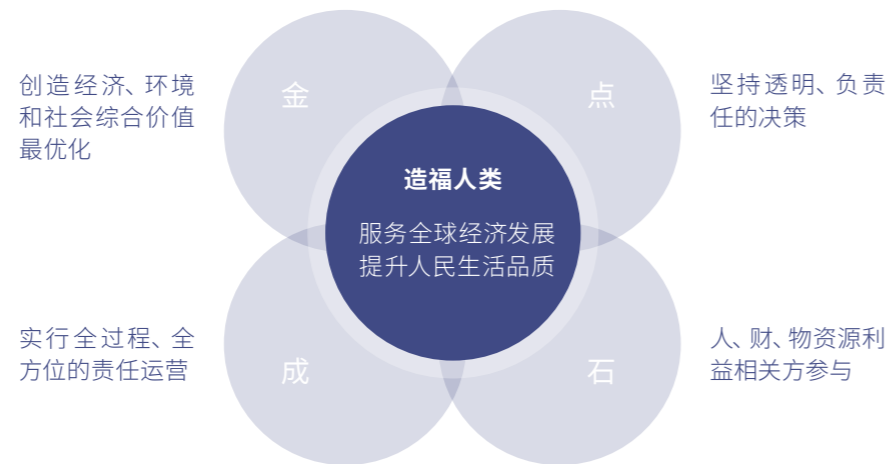 金
创造经济、环境
和社会综合价值
最优化
点
坚持透明、负责
任的决策
造福人类
服务全球经济发展
提升人民生活品质
成
实行全过程、全
方位的责任运营
石
人、财、物资源利
益相关方参与